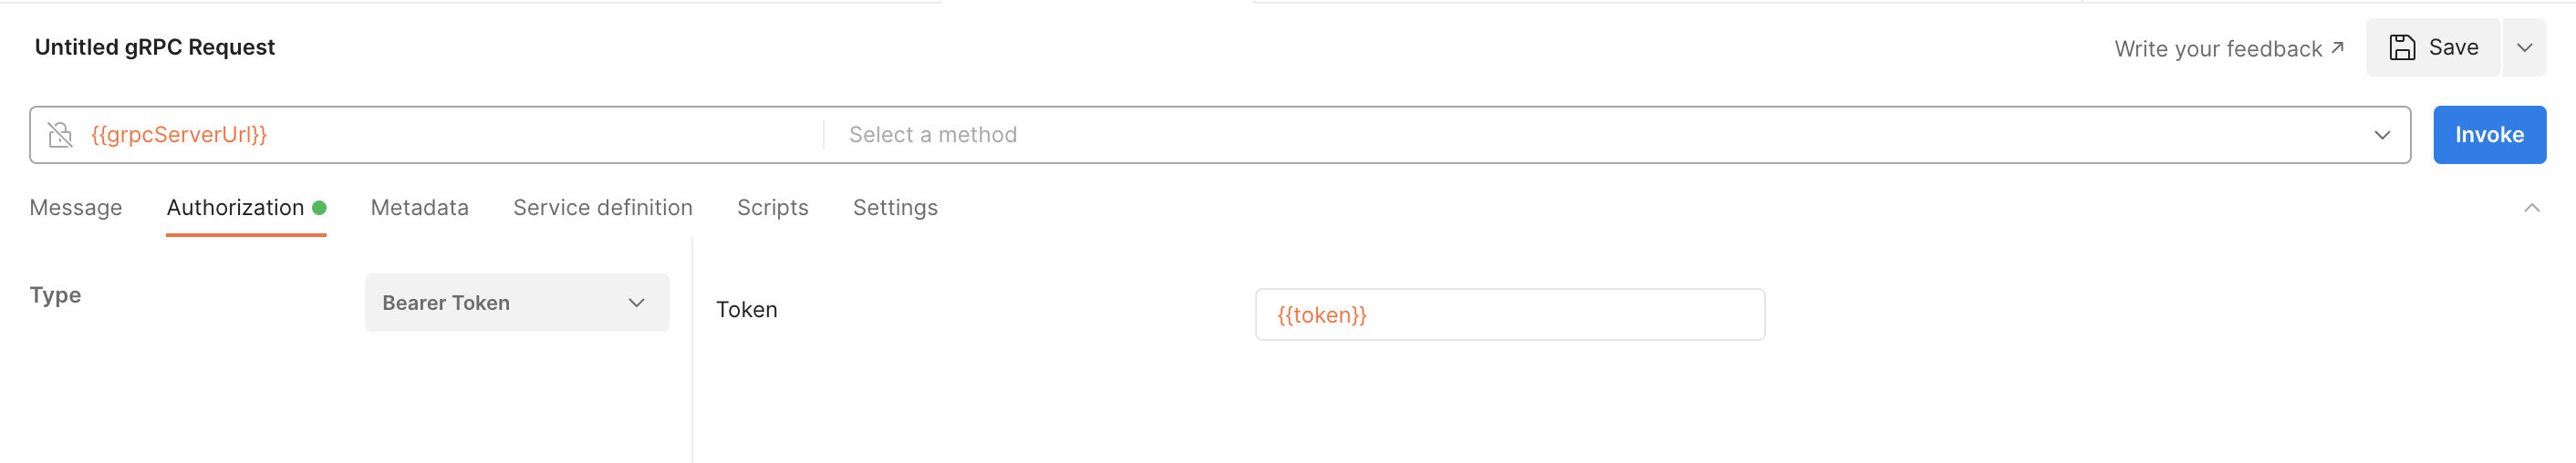 Untitled gRPC Request
Write your feedback ↗
Save
{{grpcServerUrl}}
Select a method
Invoke
Message
Authorization
Metadata
Service definition
Scripts
Settings
Type
Bearer Token
Token
{{token}}